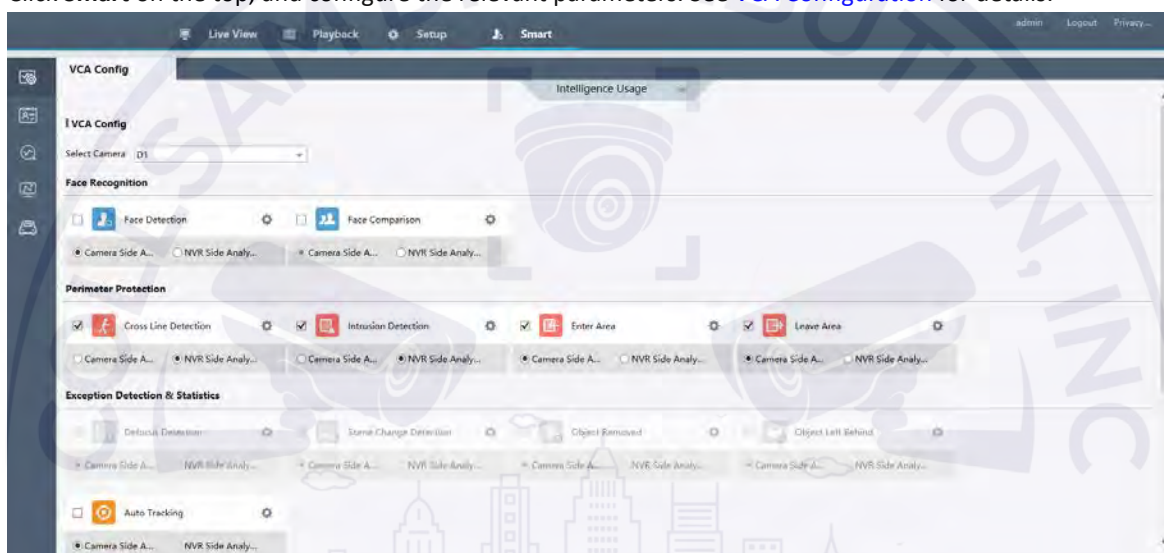 Click Smart on the top, and configure the relevant parameters. See VCA Configuration for details.
Live View Playback Setup Smart admin Logout Privacy...
VCA Config
Intelligence Usage
VCA Config
Select Camera D1
Face Recognition
Face Detection Face Comparison
Camera Side A... NVR Side Analy... Camera Side A... NVR Side Analy...
Perimeter Protection
Cross Line Detection Intrusion Detection Enter Area Leave Area
Camera Side A... NVR Side Analy... Camera Side A... NVR Side Analy... Camera Side A... NVR Side Analy... Camera Side A... NVR Side Analy...
Exception Detection & Statistics
Defocus Detection Scene Change Detection Object Removed Object Left Behind
Camera Side A... NVR Side Analy... Camera Side A... NVR Side Analy... Camera Side A... NVR Side Analy... Camera Side A... NVR Side Analy...
Auto Tracking
Camera Side A... NVR Side Analy...